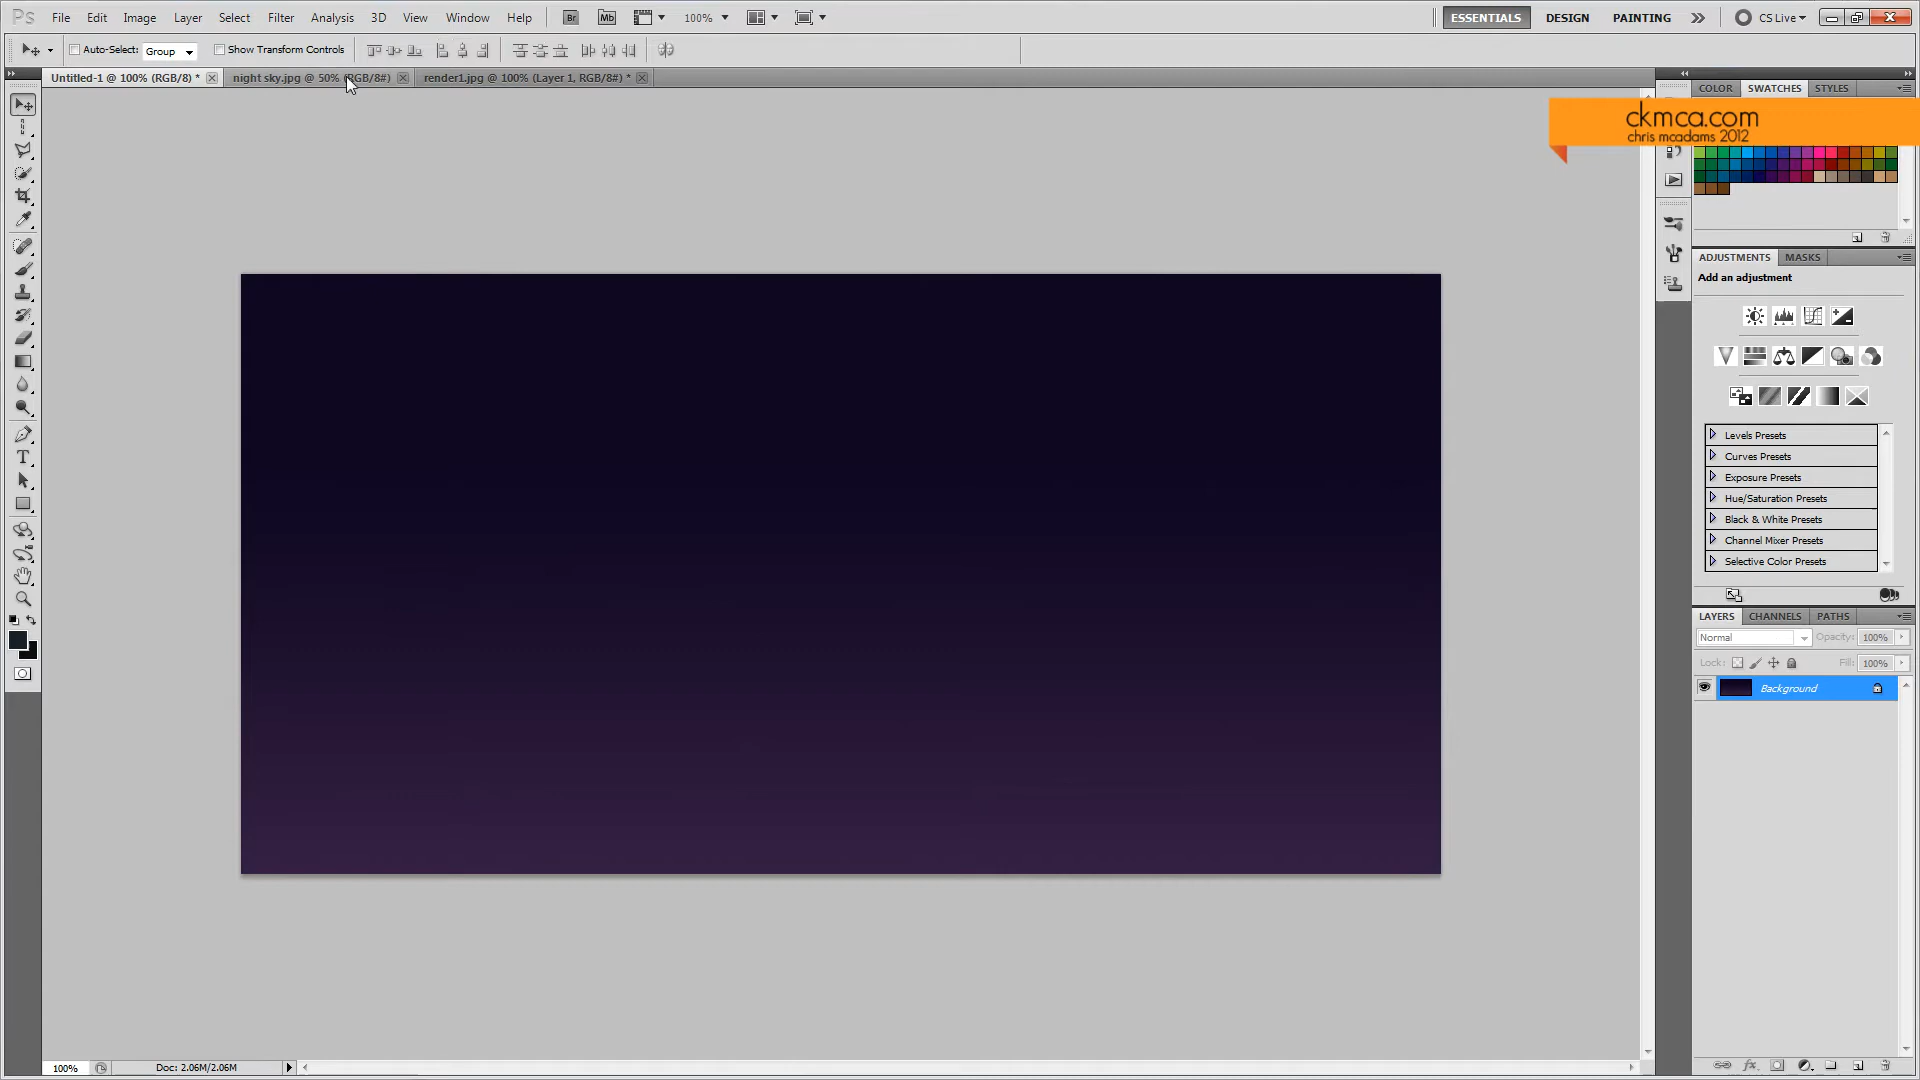 Ps File Edit Image Layer Select Filter Analysis 3D View Window Help Br Mb 100% ESSENTIALS DESIGN PAINTING CS Live
Auto-Select: Group Show Transform Controls
Untitled-1 @ 100% (RGB/8) * night sky.jpg @ 50% (RGB/8#) render1.jpg @ 100% (Layer 1, RGB/8#) *
COLOR SWATCHES STYLES
ckmca.com
chris mcadams 2012
ADJUSTMENTS MASKS
Add an adjustment
Levels Presets
Curves Presets
Exposure Presets
Hue/Saturation Presets
Black & White Presets
Channel Mixer Presets
Selective Color Presets
LAYERS CHANNELS PATHS
Normal Opacity: 100%
Lock: Fill: 100%
Background
100% Doc: 2.06M/2.06M